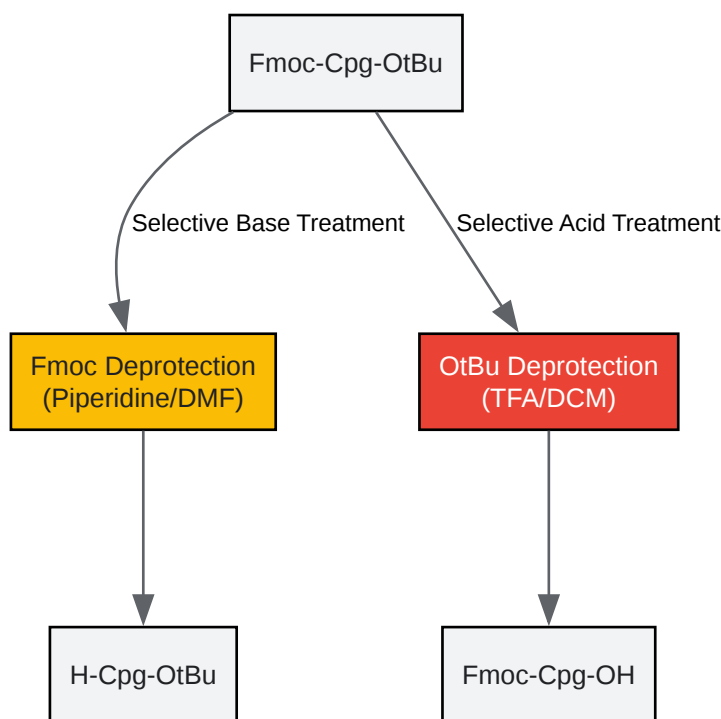 Fmoc-Cpg-OtBu
Selective Base Treatment
Selective Acid Treatment
Fmoc Deprotection
(Piperidine/DMF)
OtBu Deprotection
(TFA/DCM)
H-Cpg-OtBu
Fmoc-Cpg-OH